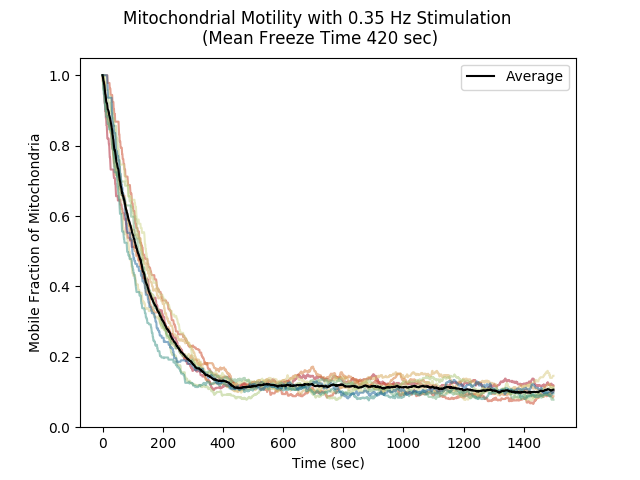 Mitochondrial Motility with 0.35 Hz Stimulation
(Mean Freeze Time 420 sec)
Average
1.0
0.8
0.6
0.4
0.2
0.0
Mobile Fraction of Mitochondria
0 200 400 600 800 1000 1200 1400
Time (sec)